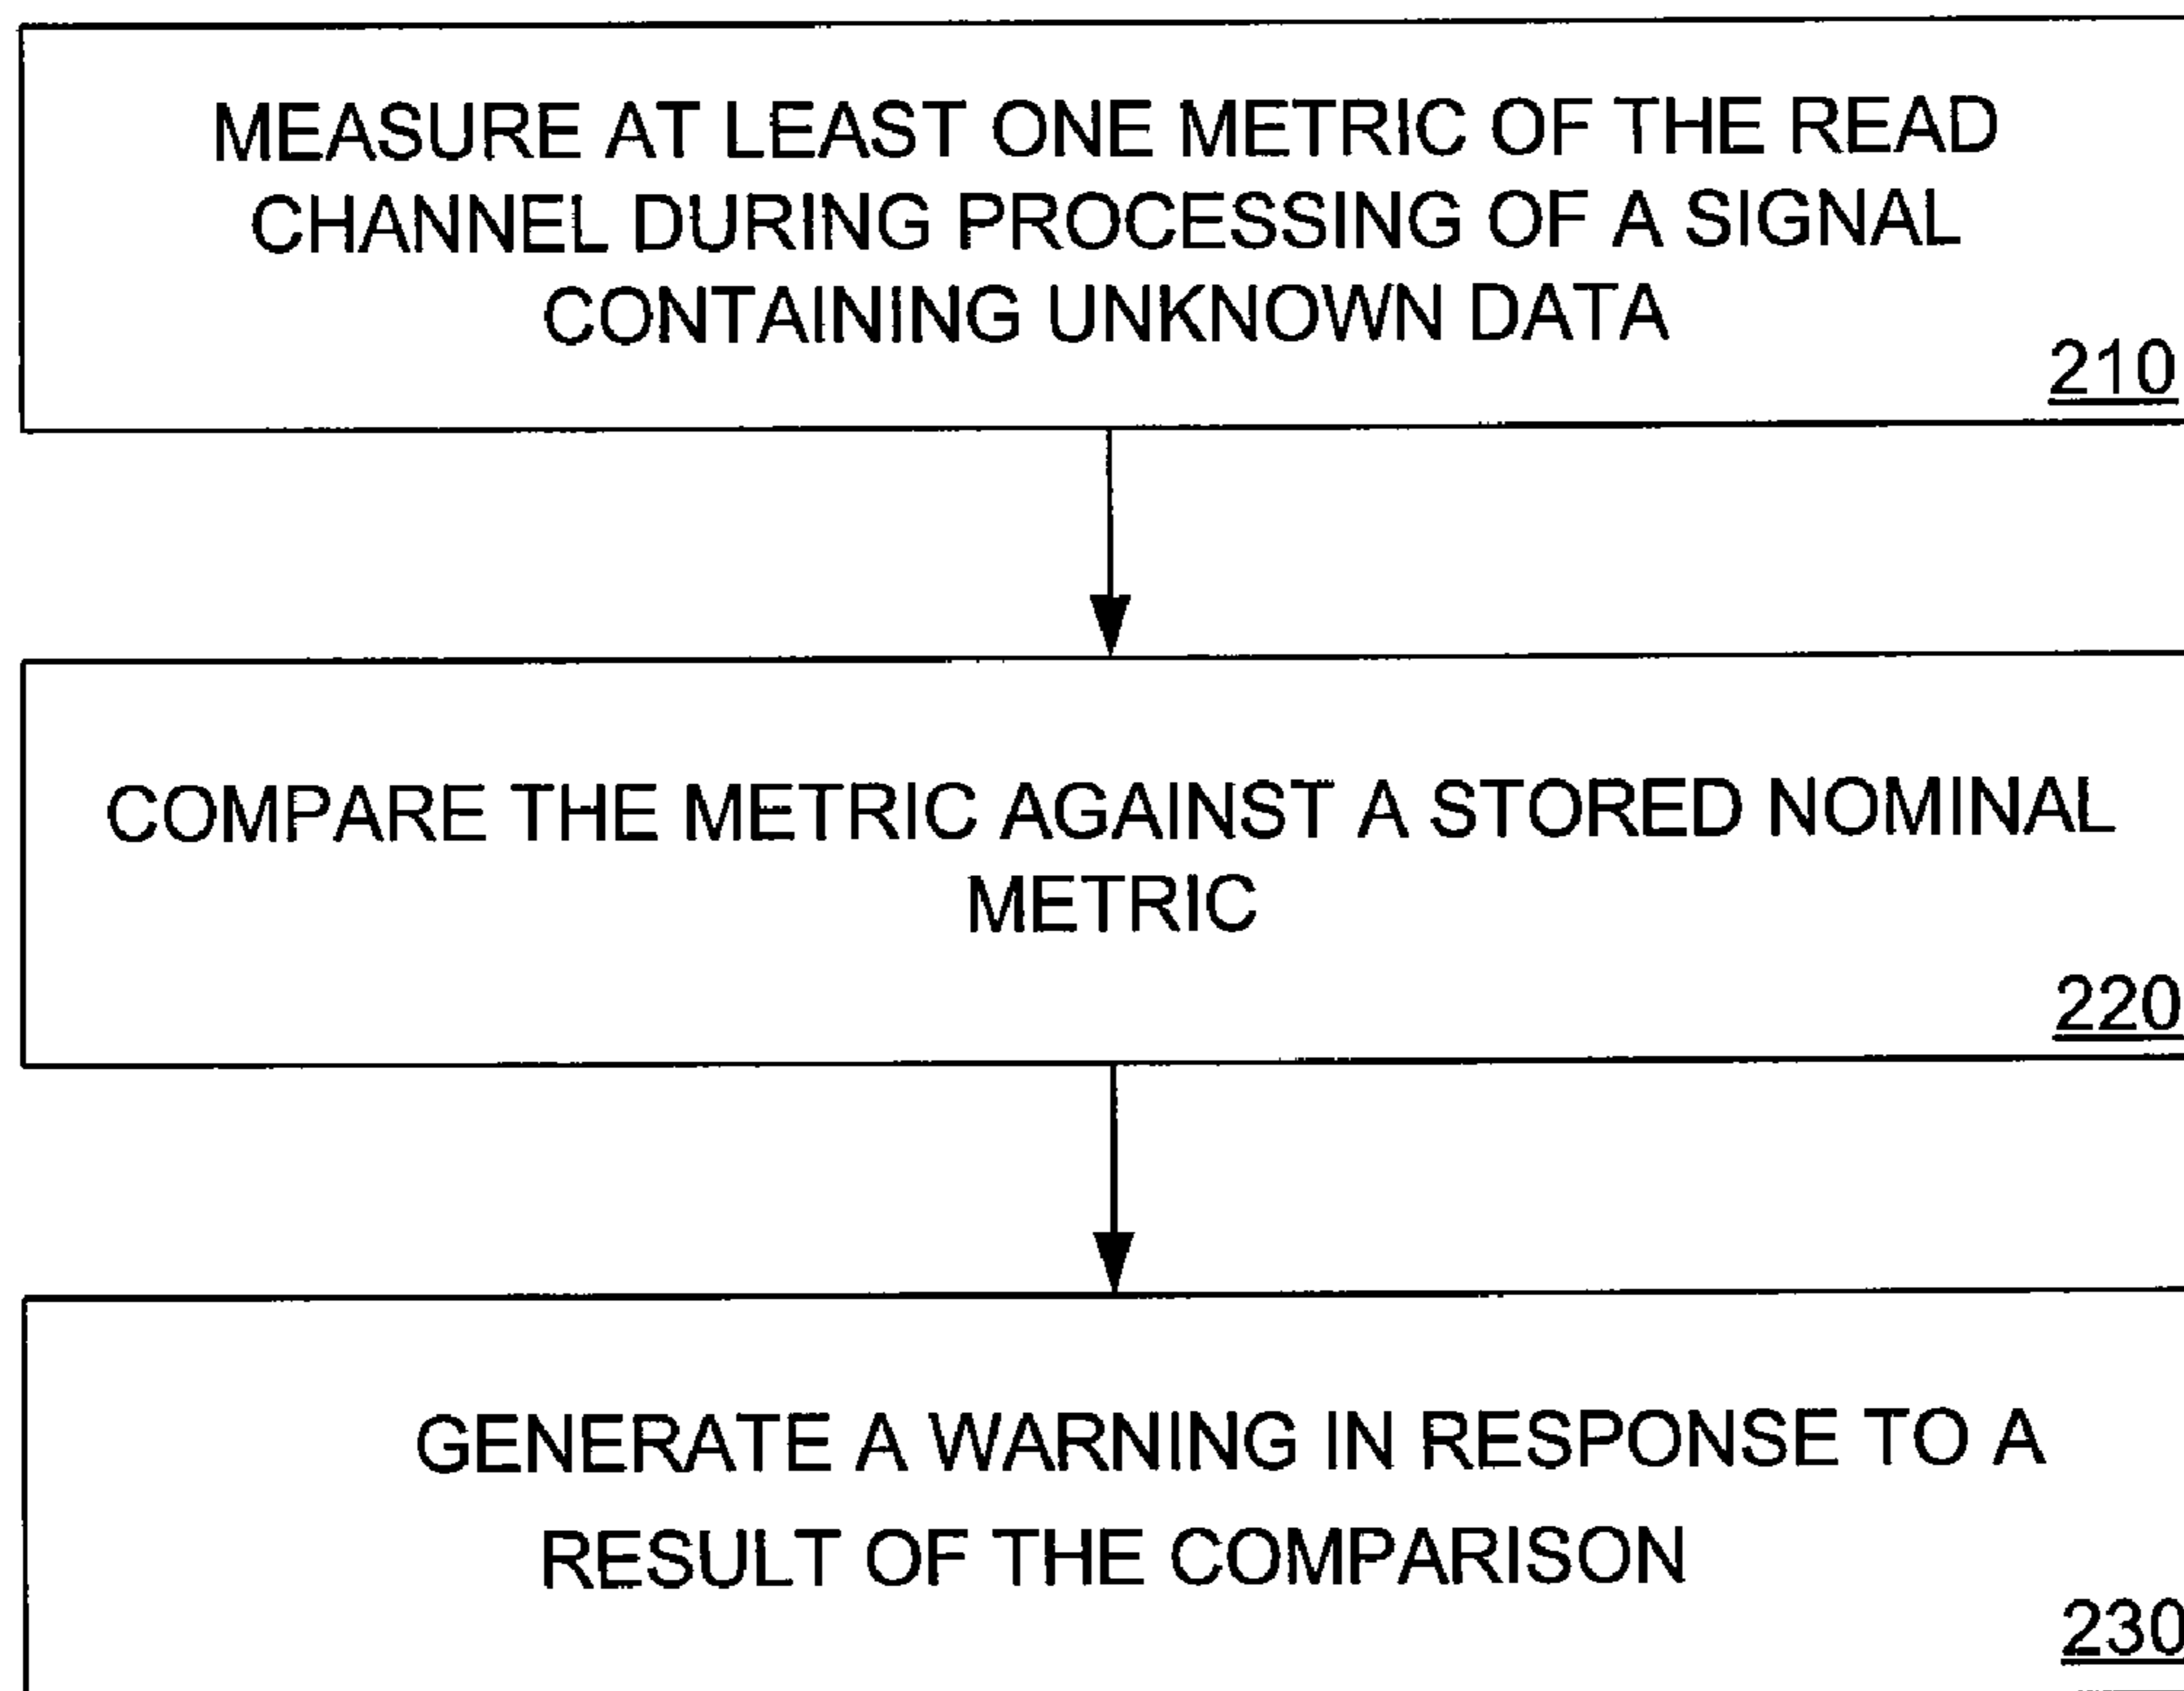 MEASURE AT LEAST ONE METRIC OF THE READ
CHANNEL DURING PROCESSING OF A SIGNAL
CONTAINING UNKNOWN DATA
210
COMPARE THE METRIC AGAINST A STORED NOMINAL
METRIC
220
GENERATE A WARNING IN RESPONSE TO A
RESULT OF THE COMPARISON
230